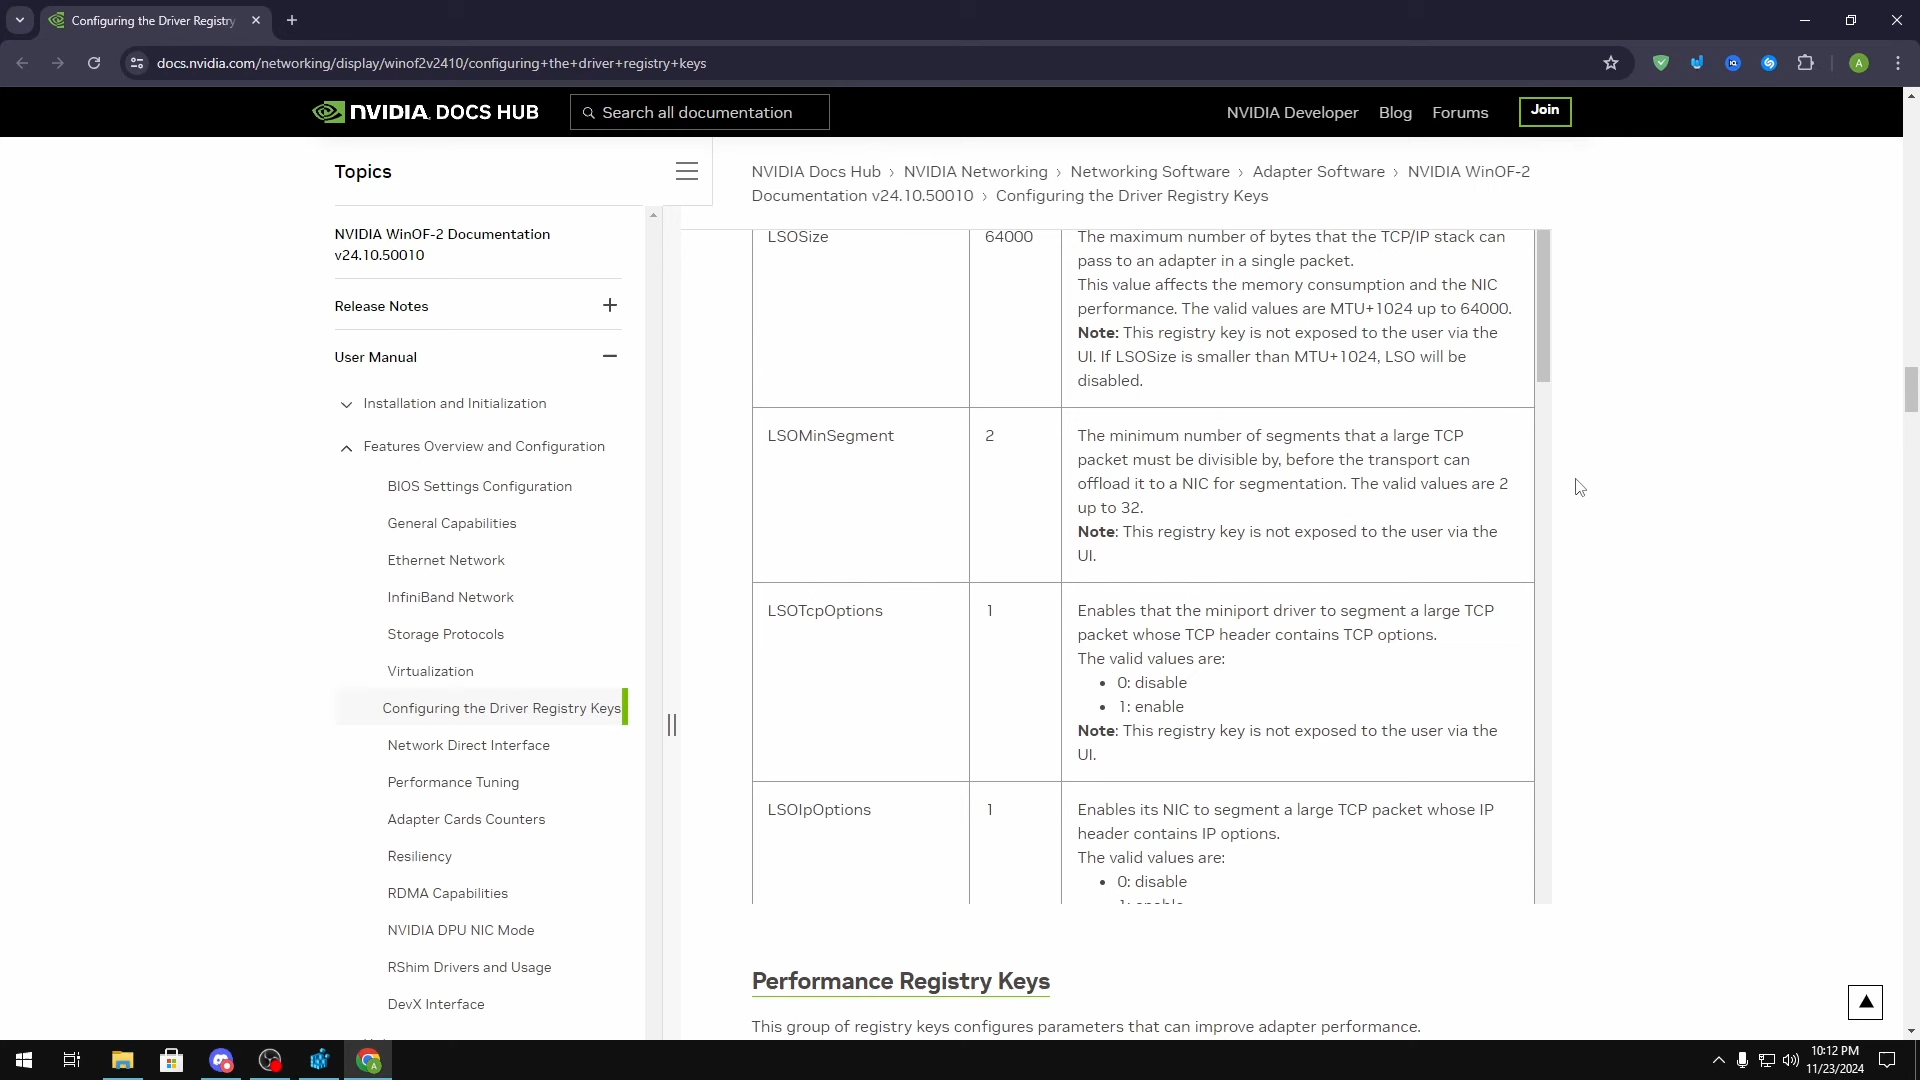 Configuring the Driver Registry
docs.nvidia.com/networking/display/winof2v2410/configuring+the+driver+registry+keys
A
NVIDIA. DOCS HUB
Search all documentation
NVIDIA Developer
Blog
Forums
Join
Topics
NVIDIA WinOF-2 Documentation
v24.10.50010
Release Notes
User Manual
Installation and Initialization
Features Overview and Configuration
BIOS Settings Configuration
General Capabilities
Ethernet Network
InfiniBand Network
Storage Protocols
Virtualization
Configuring the Driver Registry Keys
Network Direct Interface
Performance Tuning
Adapter Cards Counters
Resiliency
RDMA Capabilities
NVIDIA DPU NIC Mode
RShim Drivers and Usage
DevX Interface
NVIDIA Docs Hub › NVIDIA Networking › Networking Software › Adapter Software › NVIDIA WinOF-2
Documentation v24.10.50010 › Configuring the Driver Registry Keys
LSOSize
64000
The maximum number of bytes that the TCP/IP stack can
pass to an adapter in a single packet.
This value affects the memory consumption and the NIC
performance. The valid values are MTU+1024 up to 64000.
Note: This registry key is not exposed to the user via the
UI. If LSOSize is smaller than MTU+1024, LSO will be
disabled.
LSOMinSegment
2
The minimum number of segments that a large TCP
packet must be divisible by, before the transport can
offload it to a NIC for segmentation. The valid values are 2
up to 32.
Note: This registry key is not exposed to the user via the
UI.
LSOTcpOptions
1
Enables that the miniport driver to segment a large TCP
packet whose TCP header contains TCP options.
The valid values are:
• 0: disable
• 1: enable
Note: This registry key is not exposed to the user via the
UI.
LSOIpOptions
1
Enables its NIC to segment a large TCP packet whose IP
header contains IP options.
The valid values are:
• 0: disable
• 1: enable
Performance Registry Keys
This group of registry keys configures parameters that can improve adapter performance.
10:12 PM
11/23/2024